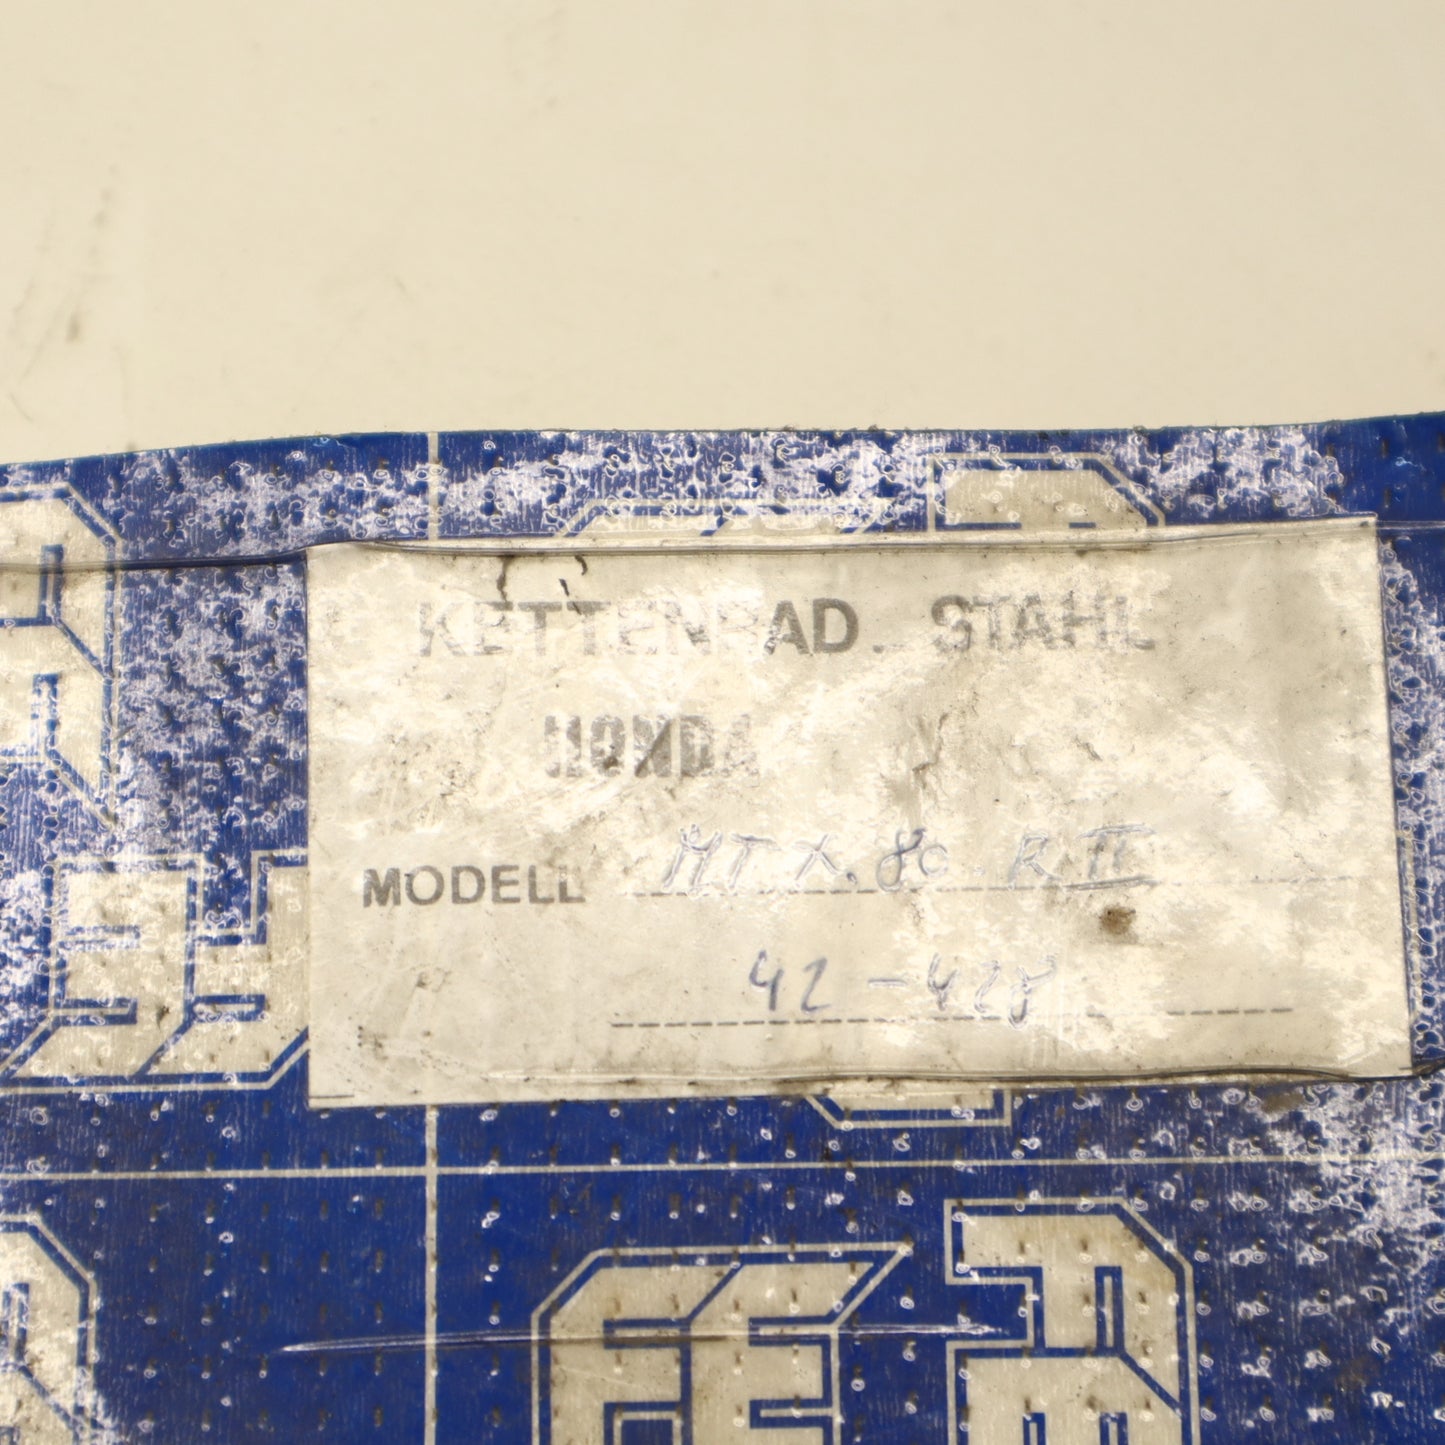 KETTENRAD STAHL
HONDA
MODELL MTX.80.R II
42-428